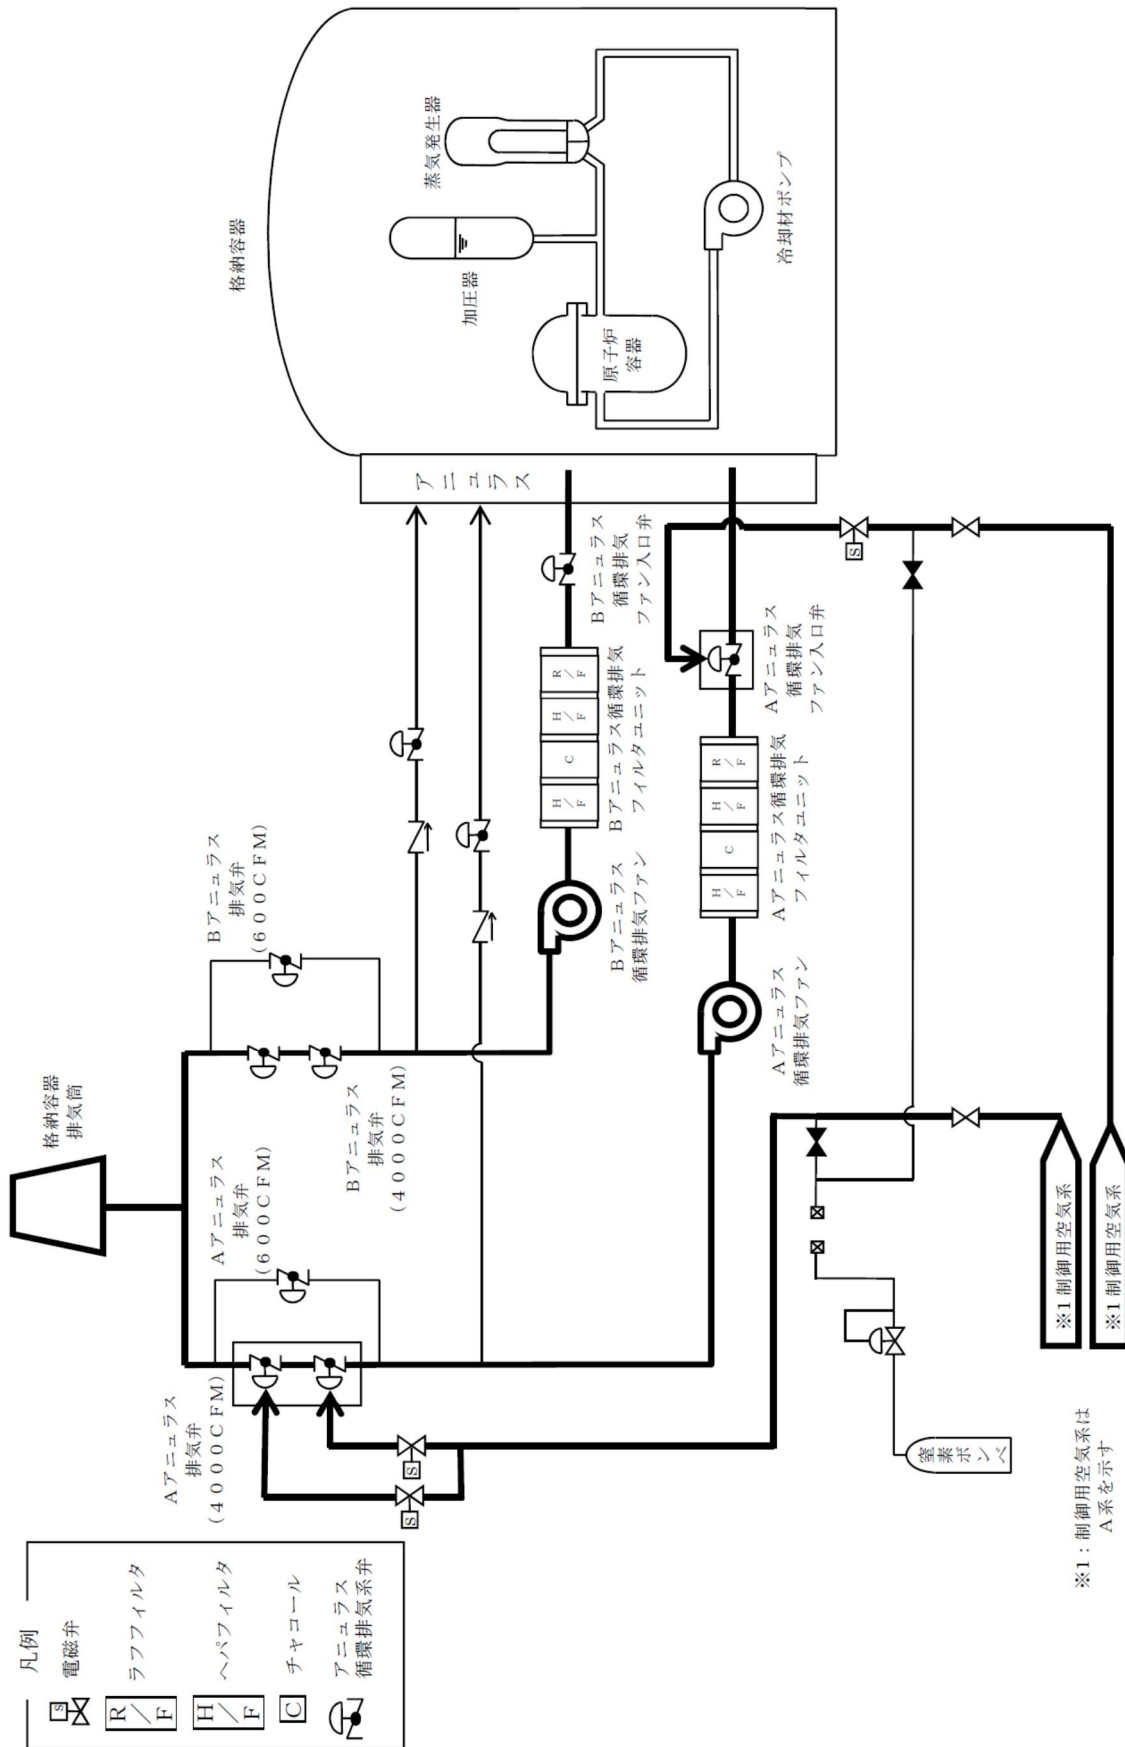 凡例
電磁弁
R/F
ラフフィルタ
H/F
ヘパフィルタ
C
チャコール
アニュラス
循環排気系弁
S
格納容器
排気筒
Aアニュラス
排気弁
(4000CFM)
Aアニュラス
排気弁
(600CFM)
Bアニュラス
排気弁
(4000CFM)
Bアニュラス
排気弁
(600CFM)
S
S
格納容器
蒸気発生器
加圧器
原子炉
容器
冷却材ポンプ
アニュラス
Bアニュラス
循環排気ファン
H/F
C
H/F
R/F
Bアニュラス循環排気
フィルタユニット
Bアニュラス
循環排気
ファン入口弁
Aアニュラス
循環排気ファン
H/F
C
H/F
R/F
Aアニュラス循環排気
フィルタユニット
Aアニュラス
循環排気
ファン入口弁
S
窒素ボンベ
※1 制御用空気系
※1 制御用空気系
※1：制御用空気系は
A系を示す